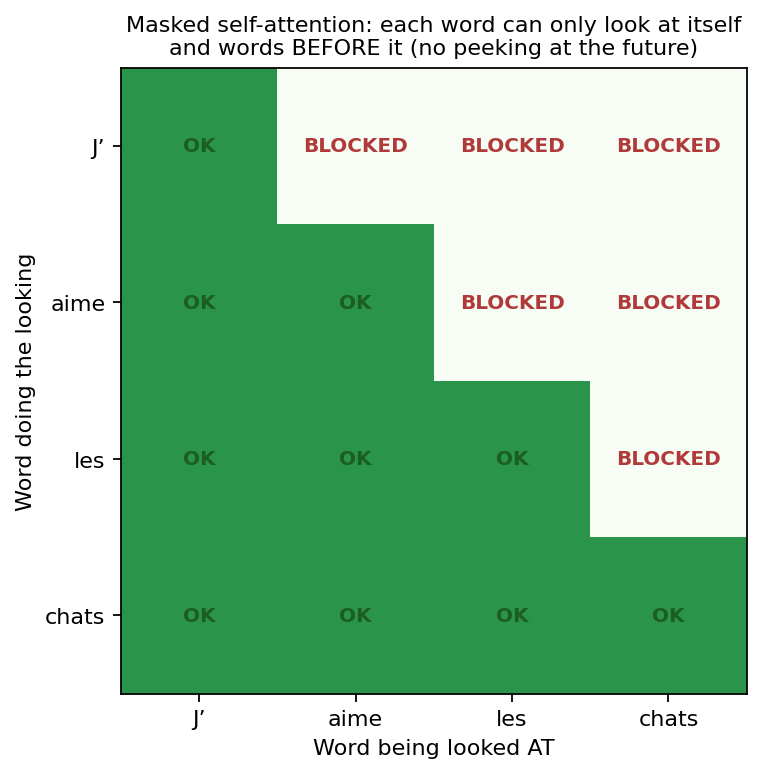 Masked self-attention: each word can only look at itself
and words BEFORE it (no peeking at the future)
Word doing the looking
J’ OK BLOCKED BLOCKED BLOCKED
aime OK OK BLOCKED BLOCKED
les OK OK OK BLOCKED
chats OK OK OK OK
J’ aime les chats
Word being looked AT